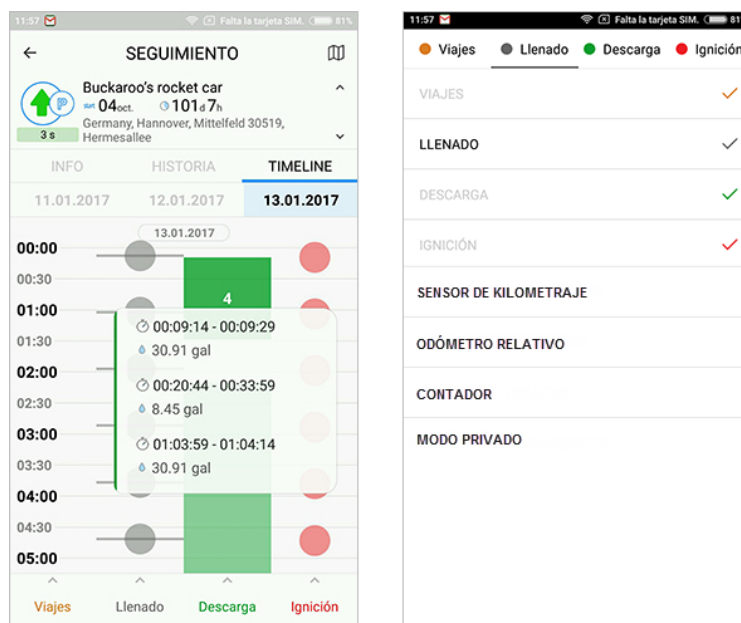 11:57 Falta la tarjeta SIM. 81%
SEGUIMIENTO
Buckaroo's rocket car
04oct. 101d 7h
Germany, Hannover, Mittelfeld 30519,
Hermesallee
P
3 s
INFO HISTORIA TIMELINE
11.01.2017 12.01.2017 13.01.2017
13.01.2017
00:00
00:30
4
01:00
00:09:14 - 00:09:29
01:30
30.91 gal
02:00
00:20:44 - 00:33:59
02:30
8.45 gal
03:00
01:03:59 - 01:04:14
03:30
30.91 gal
04:00
04:30
05:00
Viajes Llenado Descarga Ignición
11:57 Falta la tarjeta SIM. 81
Viajes Llenado Descarga Ignición
VIAJES
LLENADO
DESCARGA
IGNICIÓN
SENSOR DE KILOMETRAJE
ODÓMETRO RELATIVO
CONTADOR
MODO PRIVADO